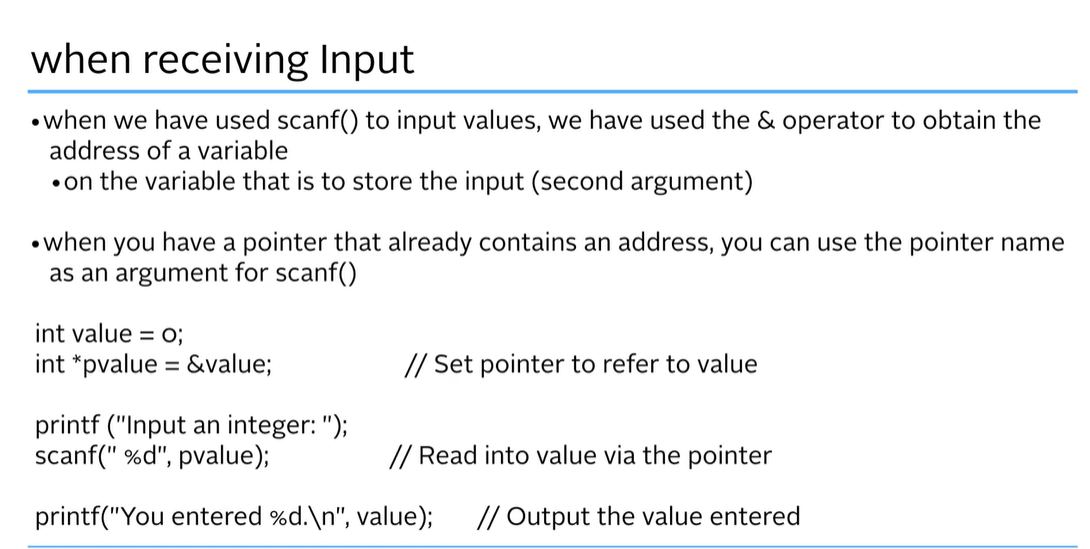 when receiving Input
•when we have used scanf() to input values, we have used the & operator to obtain the
address of a variable
•on the variable that is to store the input (second argument)
•when you have a pointer that already contains an address, you can use the pointer name
as an argument for scanf()
int value = 0;
int *pvalue = &value; // Set pointer to refer to value
printf ("Input an integer: ");
scanf(" %d", pvalue); // Read into value via the pointer
printf("You entered %d.\n", value); // Output the value entered